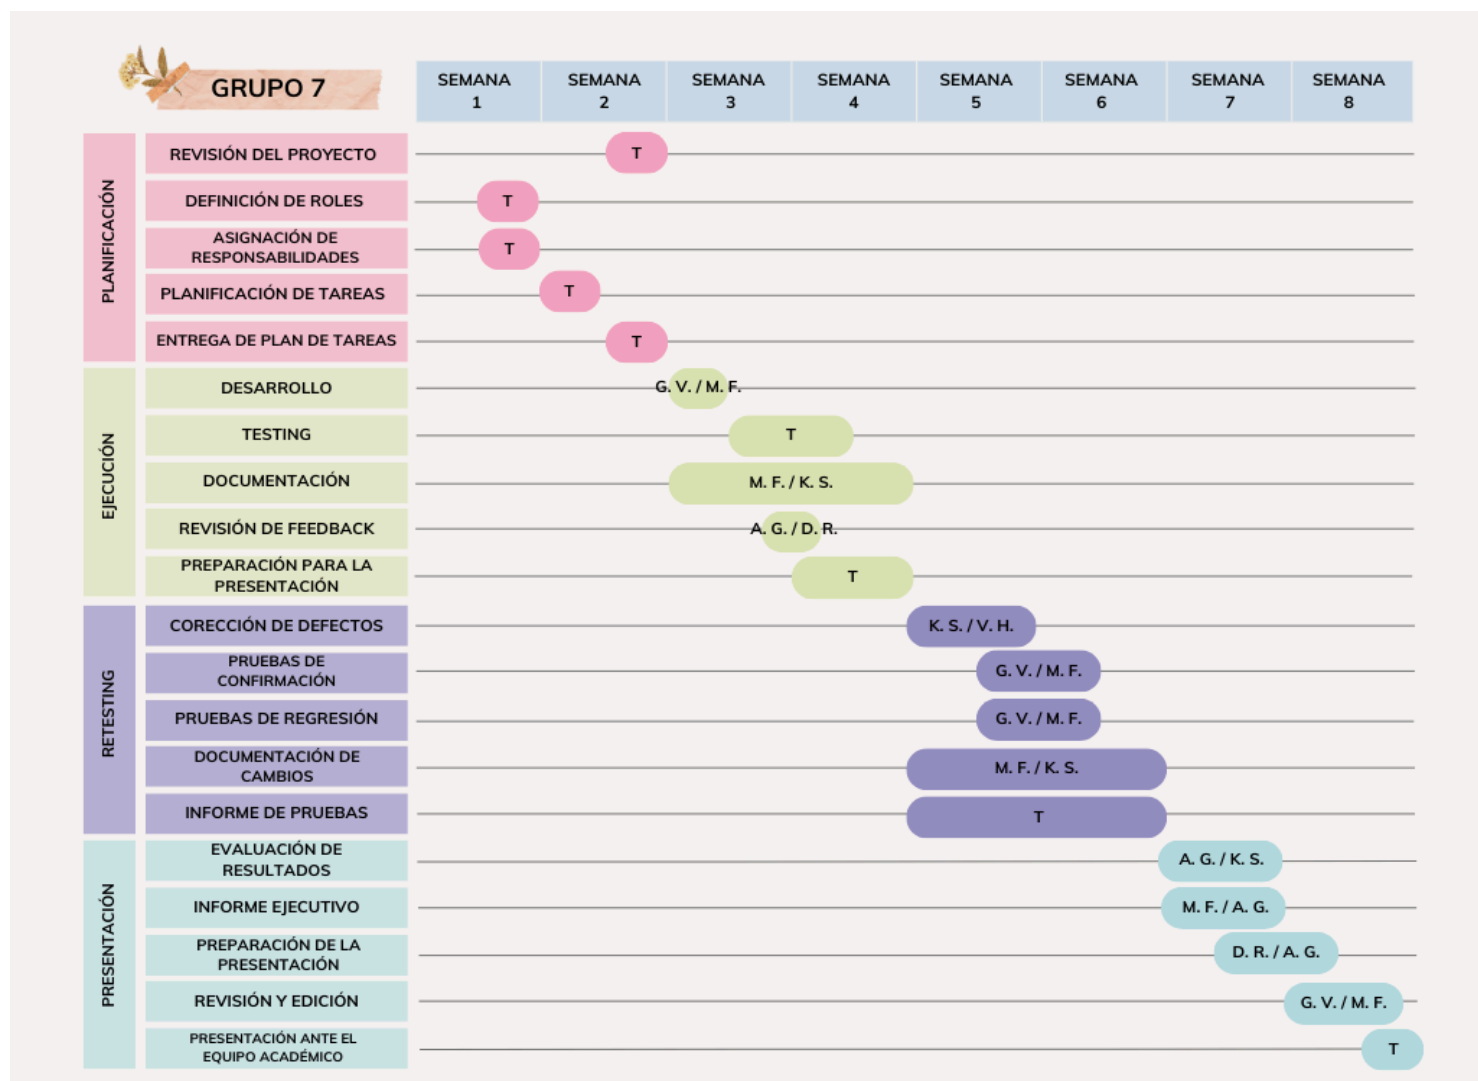 GRUPO 7
SEMANA
1
SEMANA
2
SEMANA
3
SEMANA
4
SEMANA
5
SEMANA
6
SEMANA
7
SEMANA
8
PLANIFICACIÓN
REVISIÓN DEL PROYECTO
T
DEFINICIÓN DE ROLES
T
ASIGNACIÓN DE
RESPONSABILIDADES
T
PLANIFICACIÓN DE TAREAS
T
ENTREGA DE PLAN DE TAREAS
T
EJECUCIÓN
DESARROLLO
G. V. / M. F.
TESTING
T
DOCUMENTACIÓN
M. F. / K. S.
REVISIÓN DE FEEDBACK
A. G. / D. R.
PREPARACIÓN PARA LA
PRESENTACIÓN
T
RETESTING
CORECCIÓN DE DEFECTOS
K. S. / V. H.
PRUEBAS DE
CONFIRMACIÓN
G. V. / M. F.
PRUEBAS DE REGRESIÓN
G. V. / M. F.
DOCUMENTACIÓN DE
CAMBIOS
M. F. / K. S.
INFORME DE PRUEBAS
T
PRESENTACIÓN
EVALUACIÓN DE
RESULTADOS
A. G. / K. S.
INFORME EJECUTIVO
M. F. / A. G.
PREPARACIÓN DE LA
PRESENTACIÓN
D. R. / A. G.
REVISIÓN Y EDICIÓN
G. V. / M. F.
PRESENTACIÓN ANTE EL
EQUIPO ACADÉMICO
T